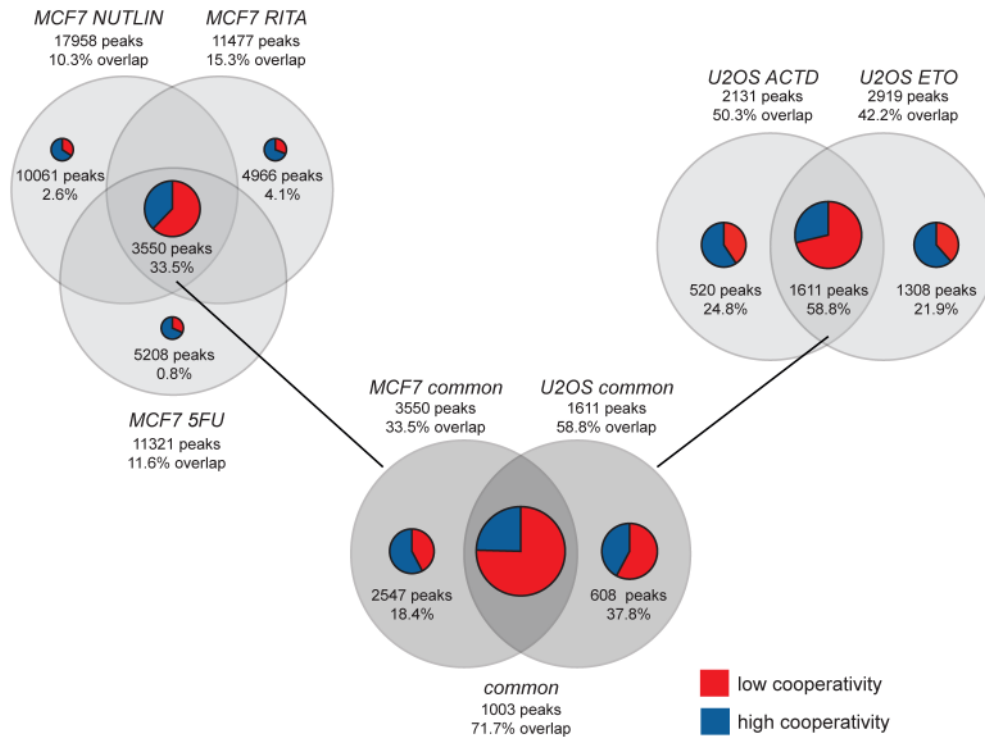 MCF7 NUTLIN
17958 peaks
10.3% overlap
MCF7 RITA
11477 peaks
15.3% overlap
10061 peaks
2.6%
4966 peaks
4.1%
3550 peaks
33.5%
5208 peaks
0.8%
MCF7 5FU
11321 peaks
11.6% overlap
U2OS ACTD
2131 peaks
50.3% overlap
U2OS ETO
2919 peaks
42.2% overlap
520 peaks
24.8%
1611 peaks
58.8%
1308 peaks
21.9%
MCF7 common
3550 peaks
33.5% overlap
U2OS common
1611 peaks
58.8% overlap
2547 peaks
18.4%
608 peaks
37.8%
common
1003 peaks
71.7% overlap
low cooperativity
high cooperativity